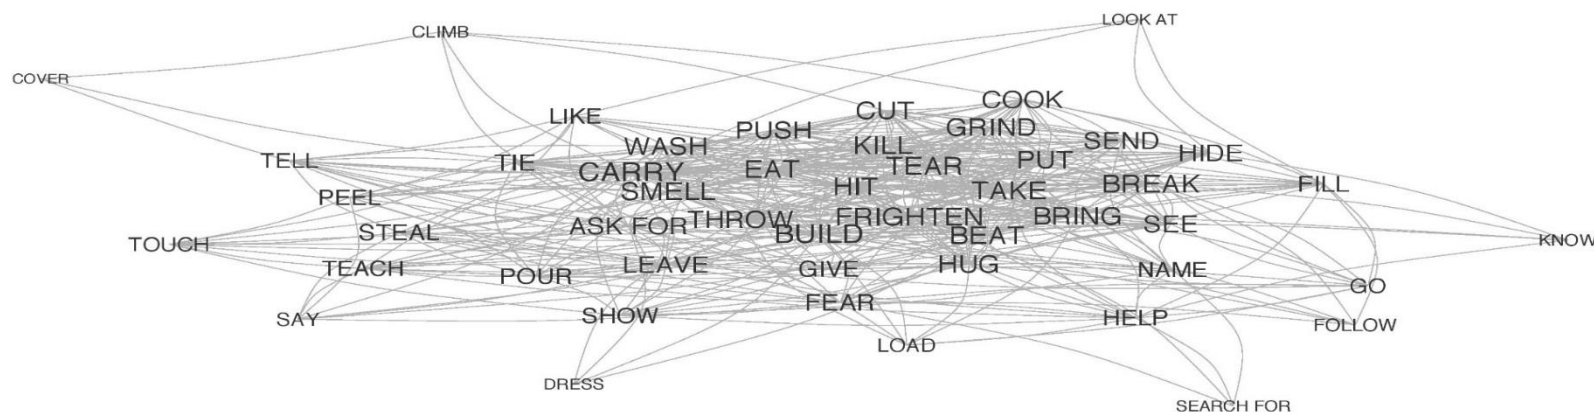 LOOK AT
CLIMB
COVER
COOK
CUT
LIKE
GRIND
PUSH
SEND
WASH
KILL
HIDE
TELL
TIE
PUT
TEAR
EAT
CARRY
SMELL
HIT
TAKE
BREAK
FILL
PEEL
THROW
FRIGHTEN
BRING
ASK FOR
SEE
STEAL
BUILD
BEAT
TOUCH
KNOW
TEACH
LEAVE
HUG
GIVE
NAME
POUR
GO
FEAR
SAY
SHOW
HELP
FOLLOW
LOAD
DRESS
SEARCH FOR